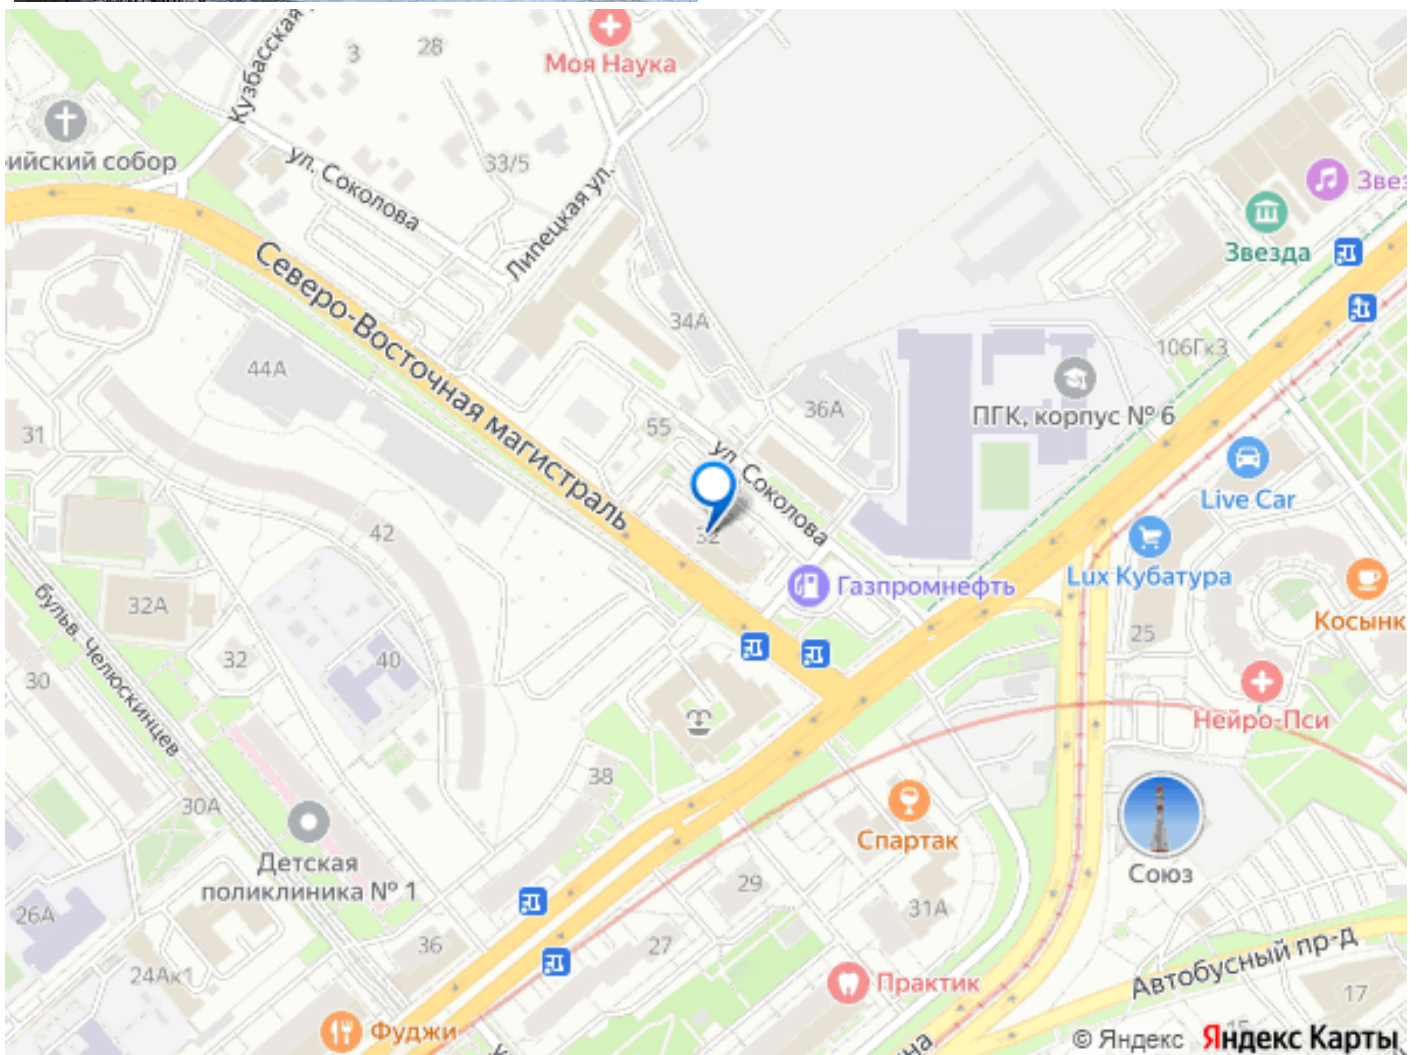 Кузбасская
3
28
Моя Наука
ийский собор
ул. Соколова
33/5
Липецкая ул.
Звез
Звезда
Северо-Восточная магистраль
34А
44А
106Гк3
36А
ПГК, корпус № 6
31
55
ул. Соколова
Live Car
42
32
Lux Кубатура
Газпромнефть
Косынк
бульв. Челюскинцев
32А
25
32
40
30
Нейро-Пси
38
30А
Спартак
Союз
Детская
поликлиника № 1
29
26А
31А
36
27
24Ак1
Практик
Автобусный пр-д
17
Фуджи
на
© Яндекс Яндекс Карты